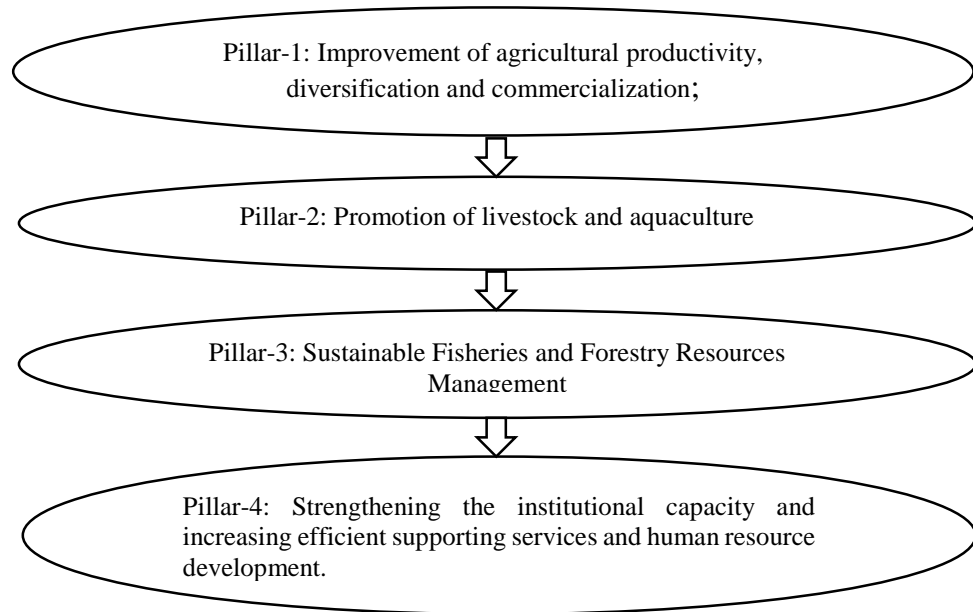 Pillar-1: Improvement of agricultural productivity,
diversification and commercialization;
Pillar-2: Promotion of livestock and aquaculture
Pillar-3: Sustainable Fisheries and Forestry Resources
Management
Pillar-4: Strengthening the institutional capacity and
increasing efficient supporting services and human resource
development.